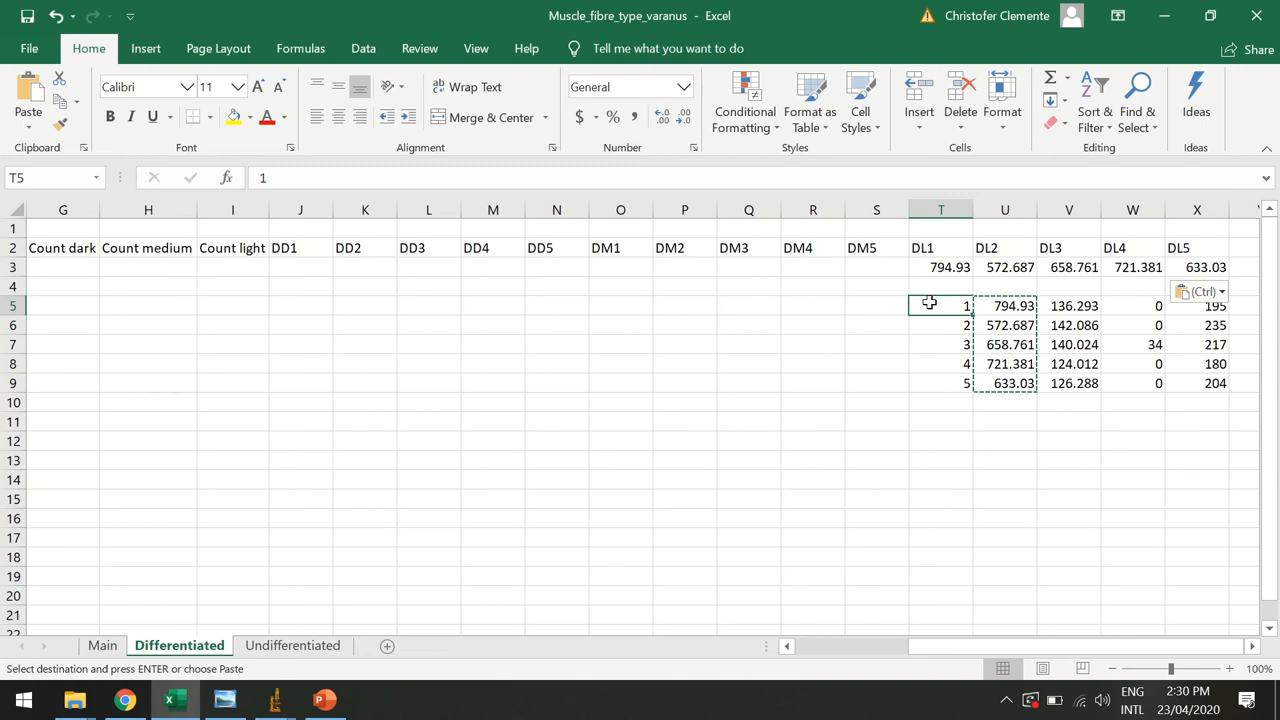 Muscle_fibre_type_varanus - Excel
Christofer Clemente
File Home Insert Page Layout Formulas Data Review View Help Tell me what you want to do Share
Paste
Clipboard
Calibri 11
B I U
Font
Wrap Text
Merge & Center
Alignment
General
$ % ,
Number
Conditional Formatting
Format as Table
Cell Styles
Styles
Insert Delete Format
Cells
Sort & Filter
Find & Select
Editing
Ideas
Ideas
T5 fx 1
G H I J K L M N O P Q R S T U V W X
1
2 Count dark Count medium Count light DD1 DD2 DD3 DD4 DD5 DM1 DM2 DM3 DM4 DM5 DL1 DL2 DL3 DL4 DL5
3 794.93 572.687 658.761 721.381 633.03
4 (Ctrl)
5 1 794.93 136.293 0 195
6 2 572.687 142.086 0 235
7 3 658.761 140.024 34 217
8 4 721.381 124.012 0 180
9 5 633.03 126.288 0 204
10
11
12
13
14
15
16
17
18
19
20
21
22
Main Differentiated Undifferentiated
Select destination and press ENTER or choose Paste 100%
ENG 2:30 PM
INTL 23/04/2020